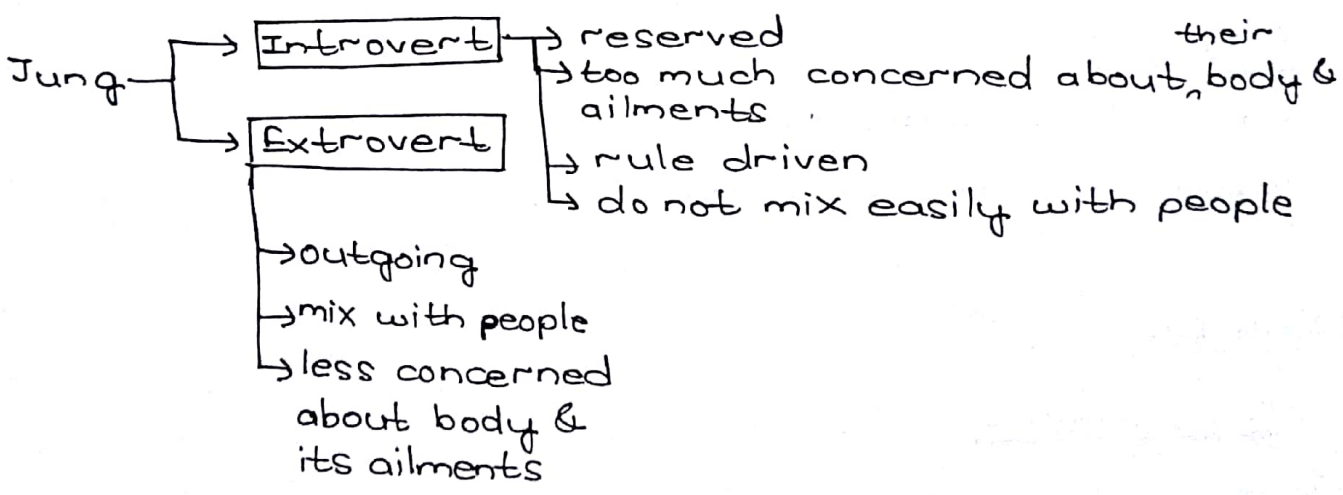 Jung
Introvert
reserved
too much concerned about their body &
ailments
rule driven
do not mix easily with people
Extrovert
outgoing
mix with people
less concerned
about body &
its ailments